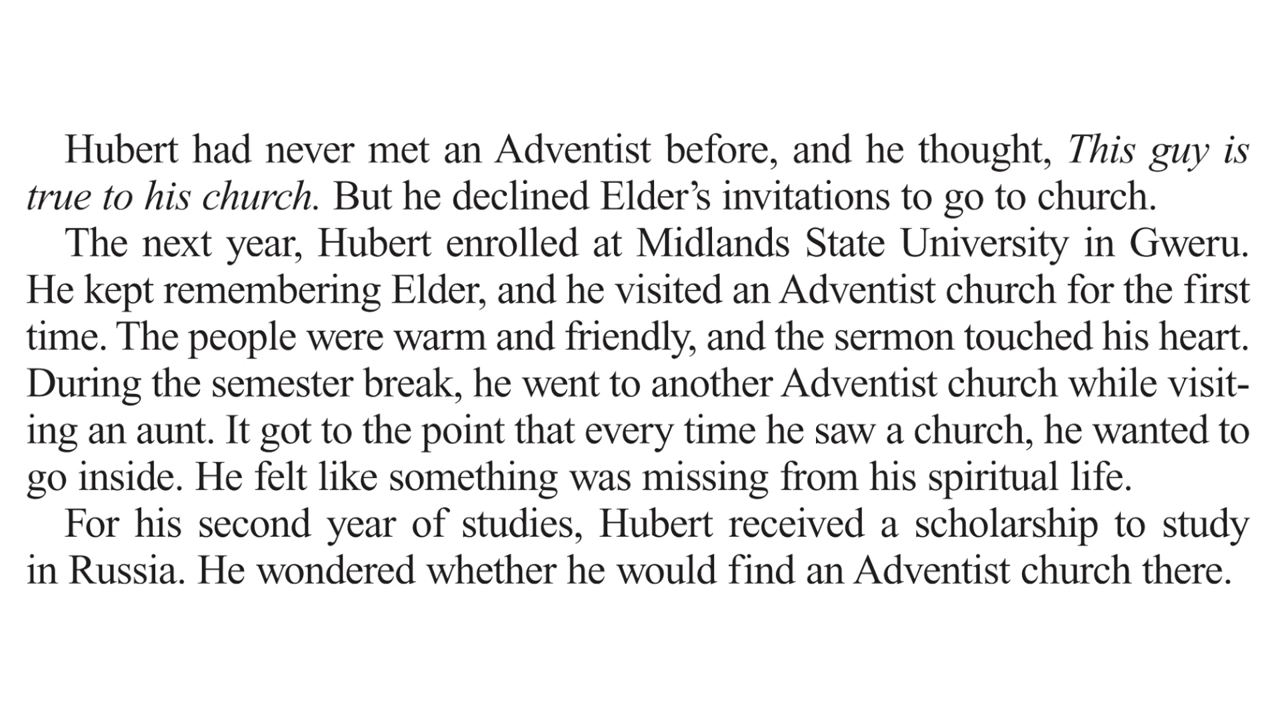 Hubert had never met an Adventist before, and he thought, This guy is
true to his church. But he declined Elder’s invitations to go to church.
The next year, Hubert enrolled at Midlands State University in Gweru.
He kept remembering Elder, and he visited an Adventist church for the first
time. The people were warm and friendly, and the sermon touched his heart.
During the semester break, he went to another Adventist church while visit-
ing an aunt. It got to the point that every time he saw a church, he wanted to
go inside. He felt like something was missing from his spiritual life.
For his second year of studies, Hubert received a scholarship to study
in Russia. He wondered whether he would find an Adventist church there.